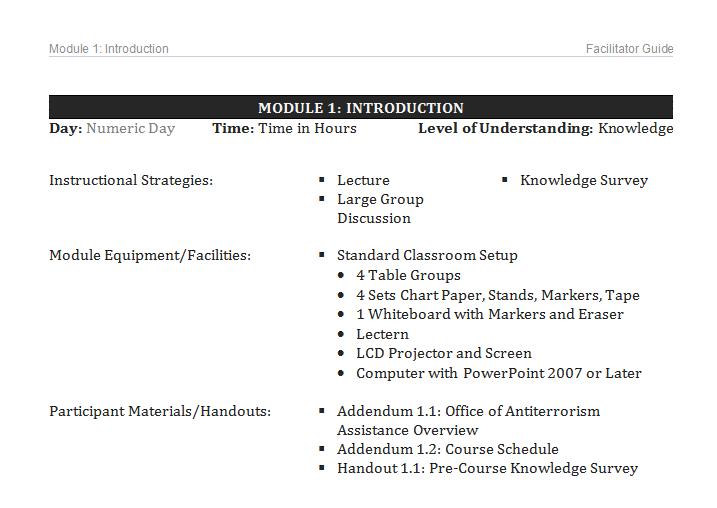 Module 1: Introduction Facilitator Guide
MODULE 1: INTRODUCTION
Day: Numeric Day Time: Time in Hours Level of Understanding: Knowledge
Instructional Strategies: ▪ Lecture ▪ Knowledge Survey
▪ Large Group
Discussion
Module Equipment/Facilities: ▪ Standard Classroom Setup
• 4 Table Groups
• 4 Sets Chart Paper, Stands, Markers, Tape
• 1 Whiteboard with Markers and Eraser
• Lectern
• LCD Projector and Screen
• Computer with PowerPoint 2007 or Later
Participant Materials/Handouts: ▪ Addendum 1.1: Office of Antiterrorism
Assistance Overview
▪ Addendum 1.2: Course Schedule
▪ Handout 1.1: Pre-Course Knowledge Survey